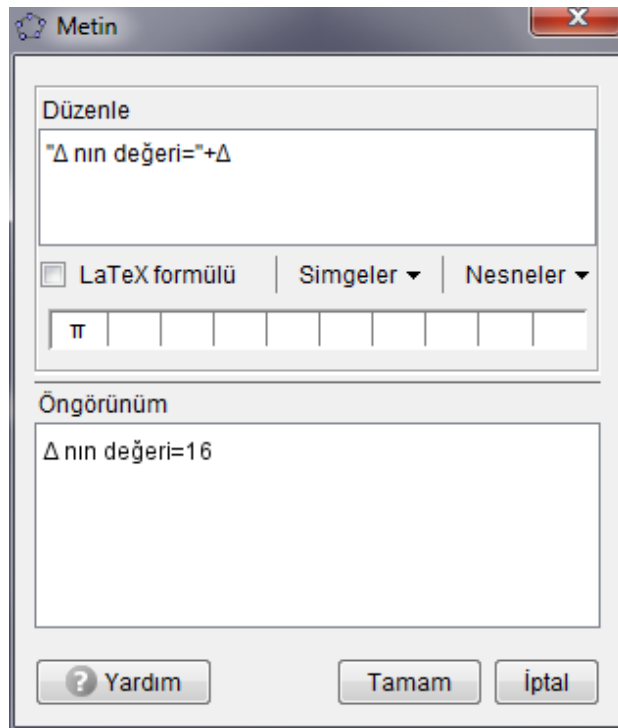 Metin
Düzenle
"Δ nın değeri="+Δ
LaTeX formülü Simgeler Nesneler
π
Öngörünüm
Δ nın değeri=16
? Yardım Tamam İptal